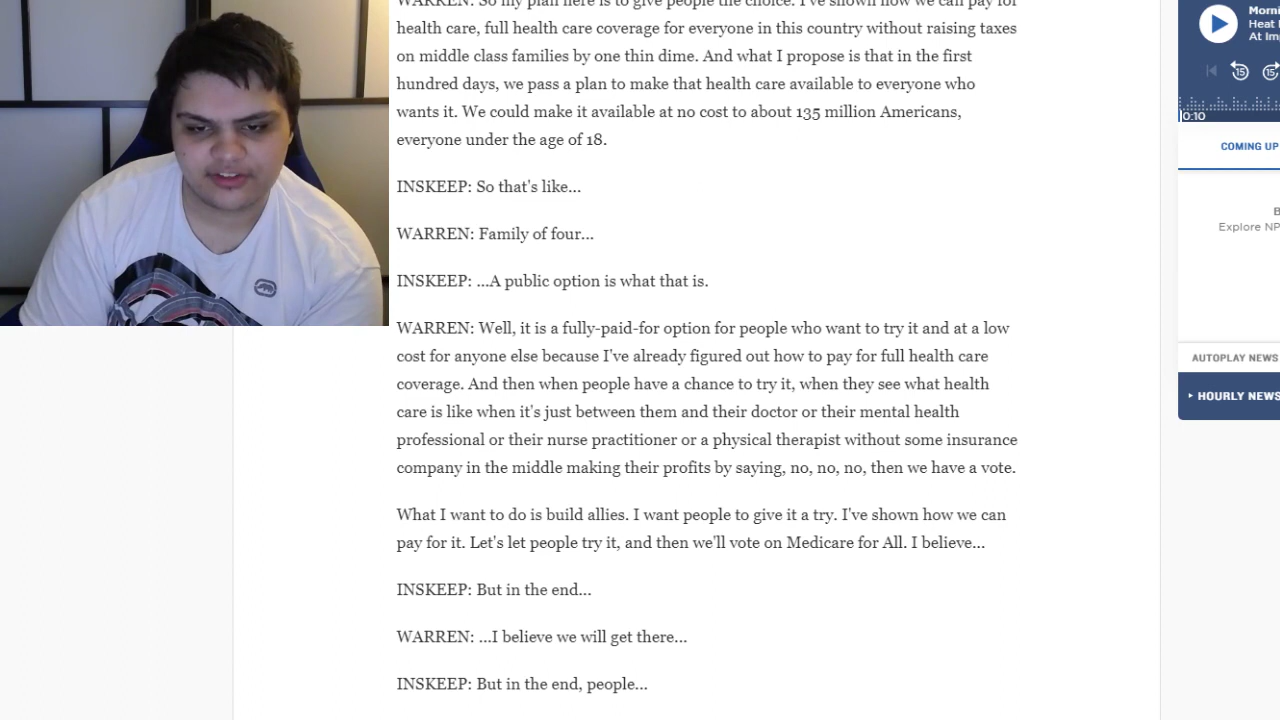 WARREN: So my plan here is to give people the choice. I've shown how we can pay for
health care, full health care coverage for everyone in this country without raising taxes
on middle class families by one thin dime. And what I propose is that in the first
hundred days, we pass a plan to make that health care available to everyone who
wants it. We could make it available at no cost to about 135 million Americans,
everyone under the age of 18.
INSKEEP: So that's like...
WARREN: Family of four...
INSKEEP: ...A public option is what that is.
WARREN: Well, it is a fully-paid-for option for people who want to try it and at a low
cost for anyone else because I've already figured out how to pay for full health care
coverage. And then when people have a chance to try it, when they see what health
care is like when it's just between them and their doctor or their mental health
professional or their nurse practitioner or a physical therapist without some insurance
company in the middle making their profits by saying, no, no, no, then we have a vote.
What I want to do is build allies. I want people to give it a try. I've shown how we can
pay for it. Let's let people try it, and then we'll vote on Medicare for All. I believe...
INSKEEP: But in the end...
WARREN: ...I believe we will get there...
INSKEEP: But in the end, people...
Morni
Heat
At Im
15
15
0:10
COMING UP
B
Explore NP
AUTOPLAY NEWS
HOURLY NEWS